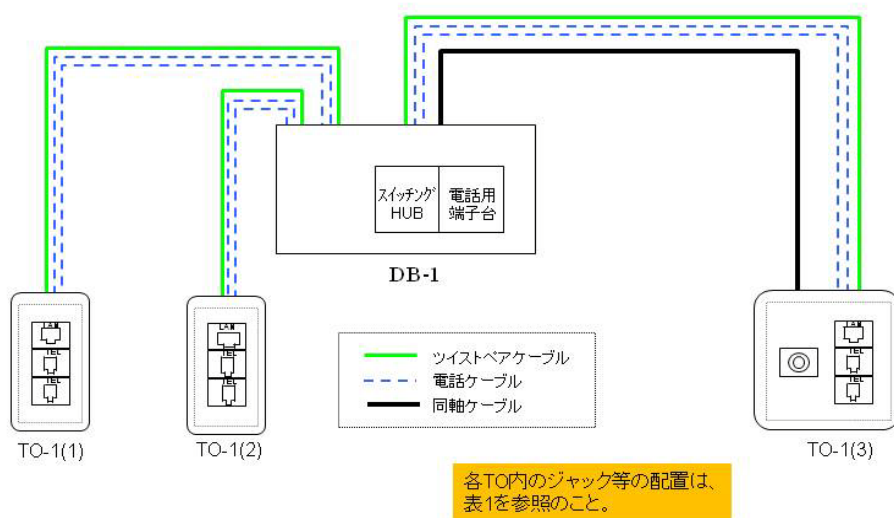 スイッチング
HUB
電話用
端子台
DB-1
LAN
TEL
TEL
TO-1(1)
LAN
TEL
TEL
TO-1(2)
ツイストペアケーブル
電話ケーブル
同軸ケーブル
LAN
TEL
TEL
TO-1(3)
各TO内のジャック等の配置は、
表1を参照のこと。